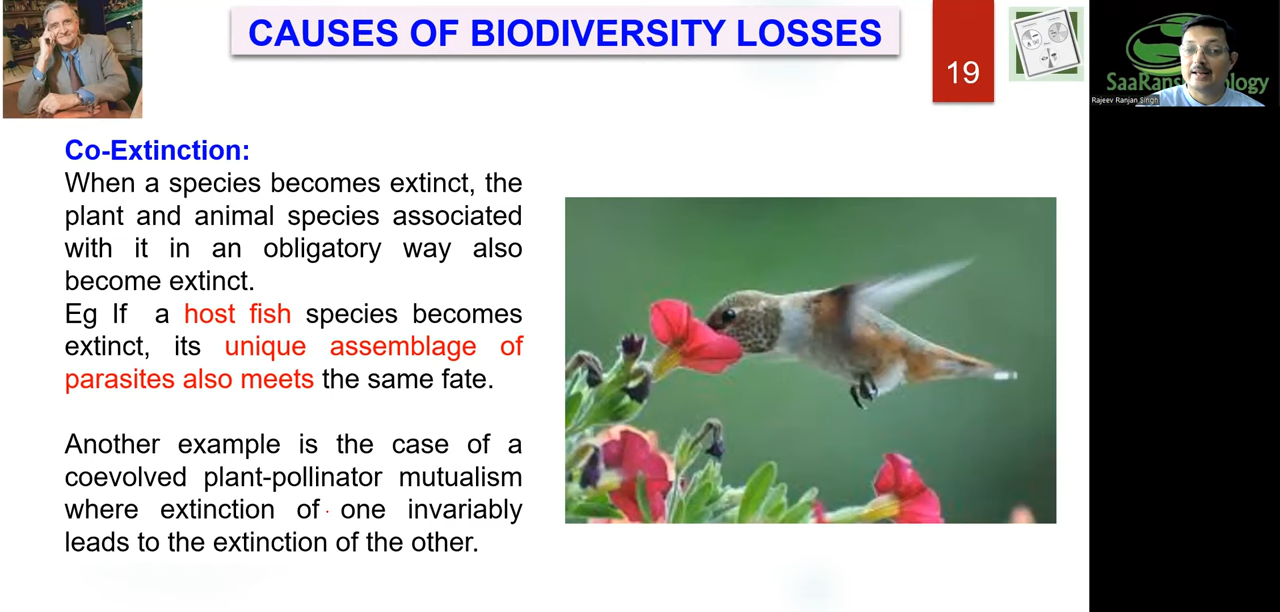 CAUSES OF BIODIVERSITY LOSSES
19
Rajeev Ranjan Singh
Co-Extinction:
When a species becomes extinct, the
plant and animal species associated
with it in an obligatory way also
become extinct.
Eg If a host fish species becomes
extinct, its unique assemblage of
parasites also meets the same fate.
Another example is the case of a
coevolved plant-pollinator mutualism
where extinction of one invariably
leads to the extinction of the other.